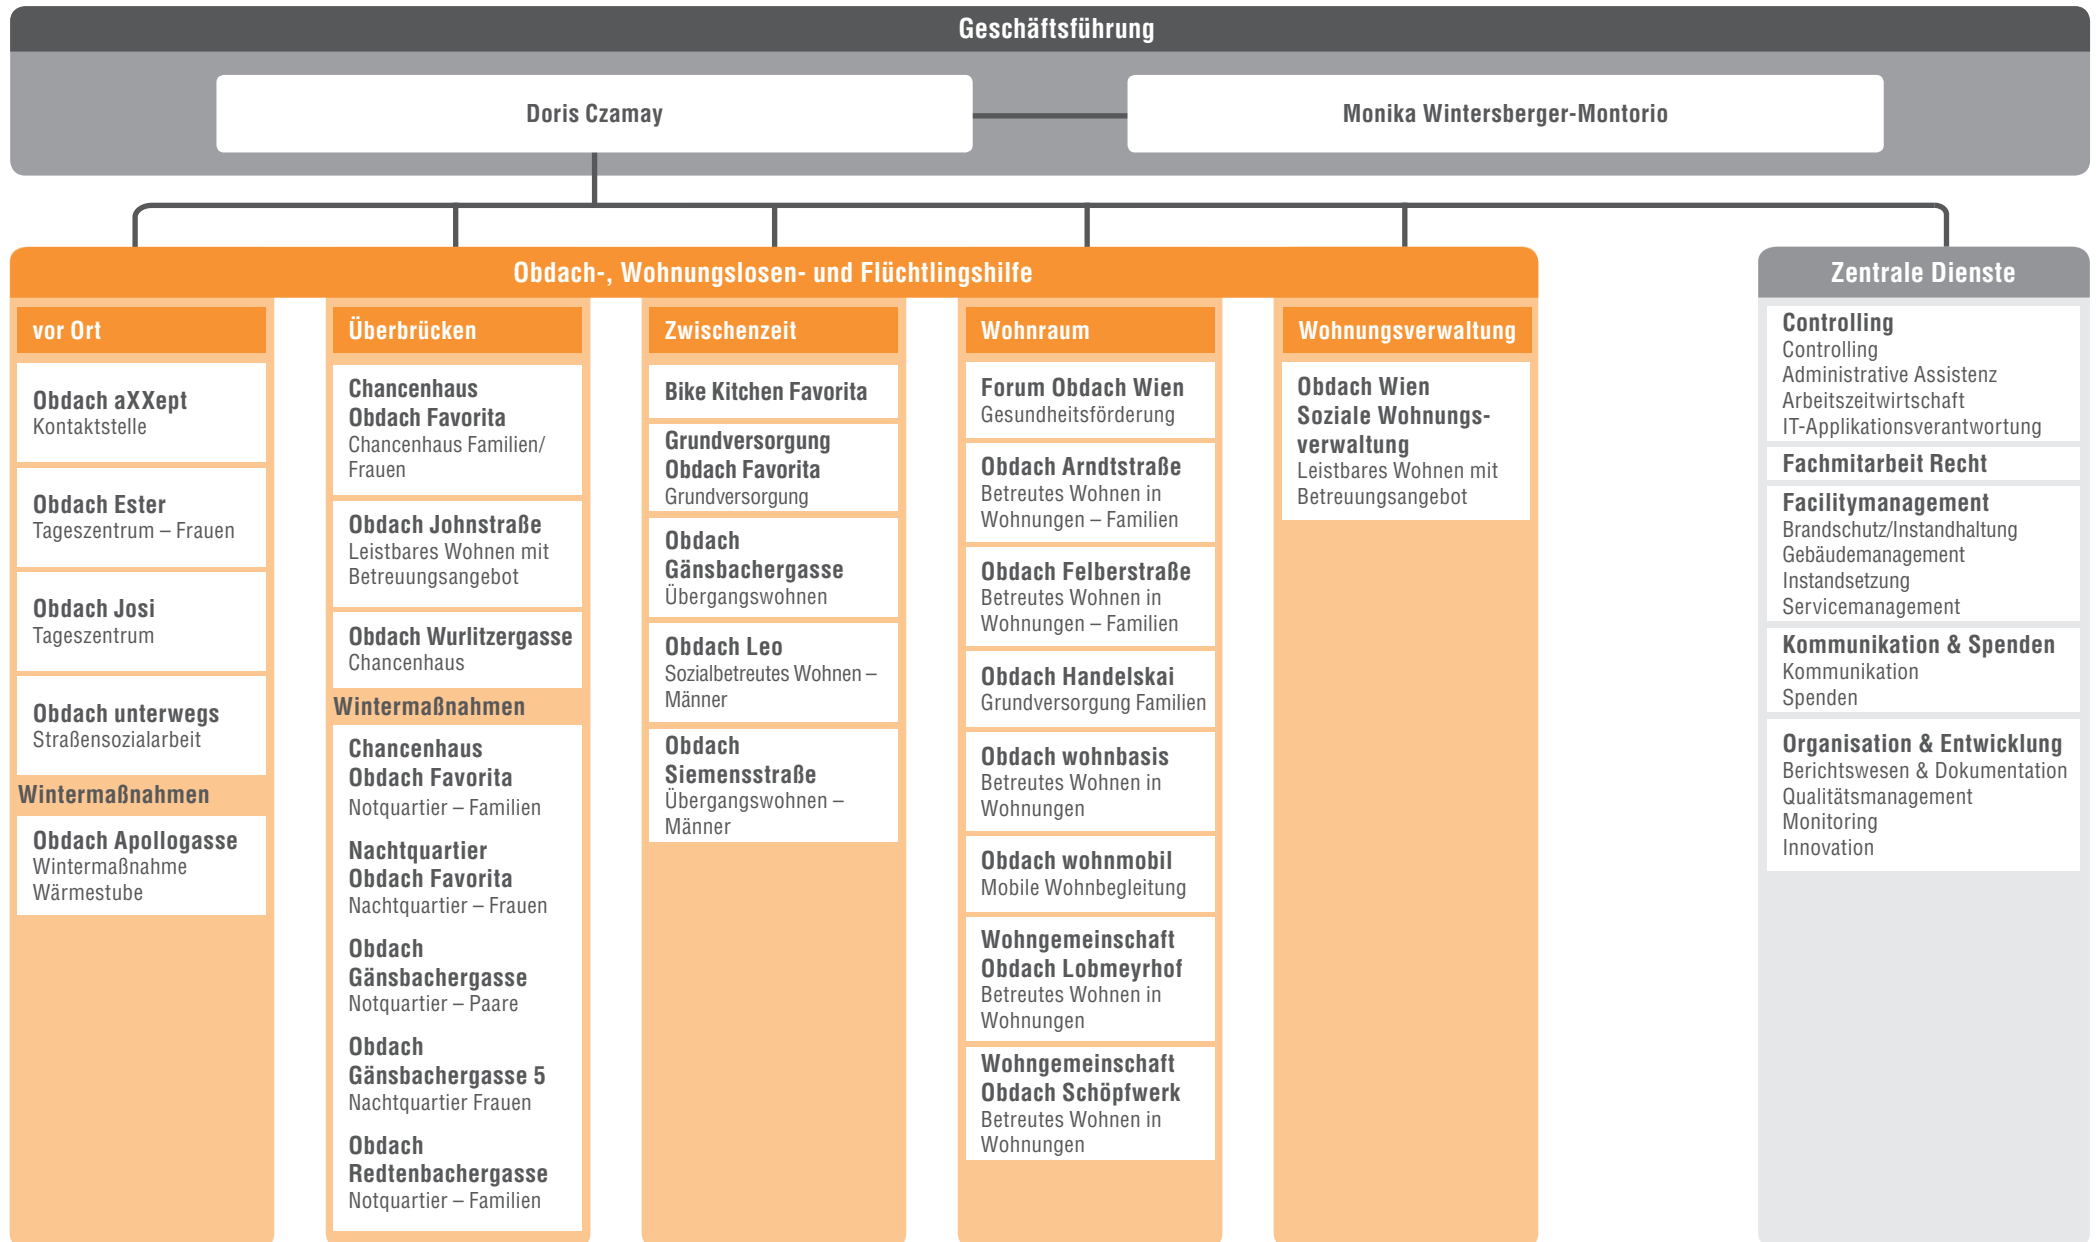 Geschäftsführung
Doris Czamay
Monika Wintersberger-Montorio
Obdach-, Wohnungslosen- und Flüchtlingshilfe
vor Ort
Obdach aXXept
Kontaktstelle
Obdach Ester
Tageszentrum – Frauen
Obdach Josi
Tageszentrum
Obdach unterwegs
Straßensozialarbeit
Wintermaßnahmen
Obdach Apollogasse
Wintermaßnahme
Wärmestube
Überbrücken
Chancenhaus
Obdach Favorita
Chancenhaus Familien/
Frauen
Obdach Johnstraße
Leistbares Wohnen mit
Betreuungsangebot
Obdach Wurlitzergasse
Chancenhaus
Wintermaßnahmen
Chancenhaus
Obdach Favorita
Notquartier – Familien
Nachtquartier
Obdach Favorita
Nachtquartier – Frauen
Obdach
Gänsbachergasse
Notquartier – Paare
Obdach
Gänsbachergasse 5
Nachtquartier Frauen
Obdach
Redtenbachergasse
Notquartier – Familien
Zwischenzeit
Bike Kitchen Favorita
Grundversorgung
Obdach Favorita
Grundversorgung
Obdach
Gänsbachergasse
Übergangswohnen
Obdach Leo
Sozialbetreutes Wohnen –
Männer
Obdach
Siemensstraße
Übergangswohnen –
Männer
Wohnraum
Forum Obdach Wien
Gesundheitsförderung
Obdach Arndtstraße
Betreutes Wohnen in
Wohnungen – Familien
Obdach Felberstraße
Betreutes Wohnen in
Wohnungen – Familien
Obdach Handelskai
Grundversorgung Familien
Obdach wohnbasis
Betreutes Wohnen in
Wohnungen
Obdach wohnmobil
Mobile Wohnbegleitung
Wohngemeinschaft
Obdach Lobmeyrhof
Betreutes Wohnen in
Wohnungen
Wohngemeinschaft
Obdach Schöpfwerk
Betreutes Wohnen in
Wohnungen
Wohnungsverwaltung
Obdach Wien
Soziale Wohnungs-
verwaltung
Leistbares Wohnen mit
Betreuungsangebot
Zentrale Dienste
Controlling
Controlling
Administrative Assistenz
Arbeitszeitwirtschaft
IT-Applikationsverantwortung
Fachmitarbeit Recht
Facilitymanagement
Brandschutz/Instandhaltung
Gebäudemanagement
Instandsetzung
Servicemanagement
Kommunikation & Spenden
Kommunikation
Spenden
Organisation & Entwicklung
Berichtswesen & Dokumentation
Qualitätsmanagement
Monitoring
Innovation